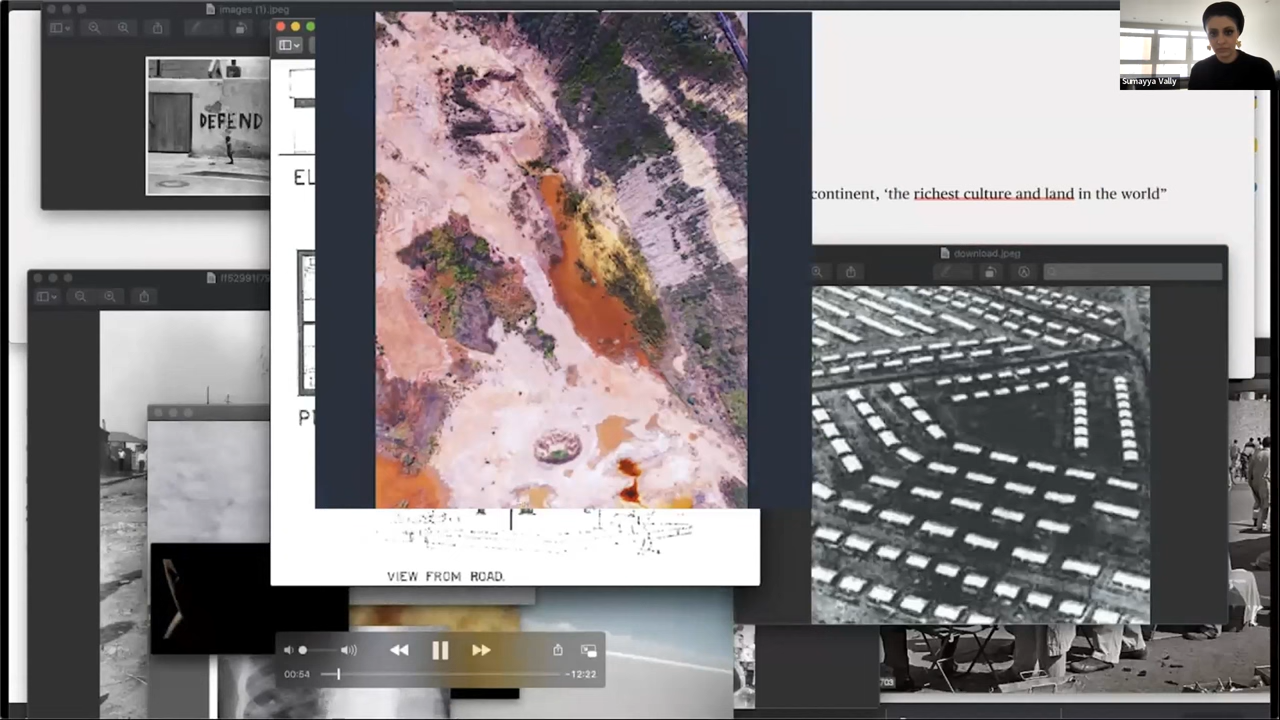 images (1).jpeg
Sumayya Vally
DEFEND
EL
continent, ‘the richest culture and land in the world”
download.jpeg
VIEW FROM ROAD.
00:54
-12:22
703